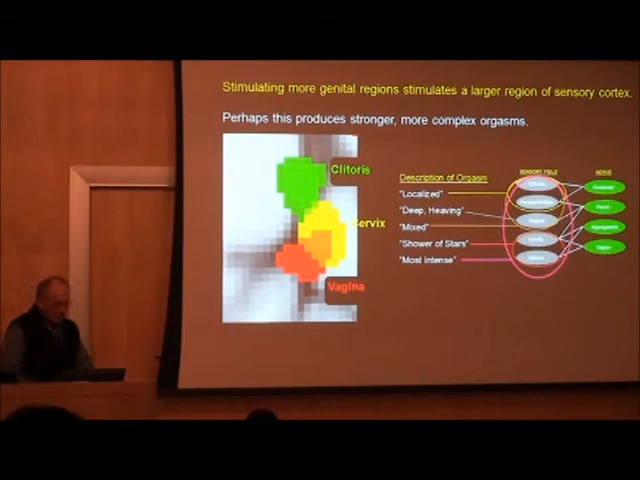 Stimulating more genital regions stimulates a larger region of sensory cortex.
Perhaps this produces stronger, more complex orgasms.
Clitoris
Cervix
Vagina
Description of Orgasm
"Localized"
"Deep, Heaving"
"Mixed"
"Shower of Stars"
"Most Intense"
SENSORY FIELD
NERVE